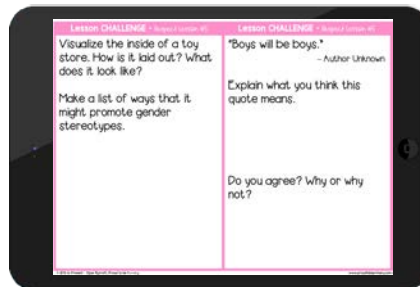 Lesson CHALLENGE
Visualize the inside of a toy
store. How is it laid out? What
does it look like?
Make a list of ways that it
might promote gender
stereotypes.
Lesson CHALLENGE
"Boys will be boys."
- Author Unknown
Explain what you think this
quote means.
Do you agree? Why or why
not?